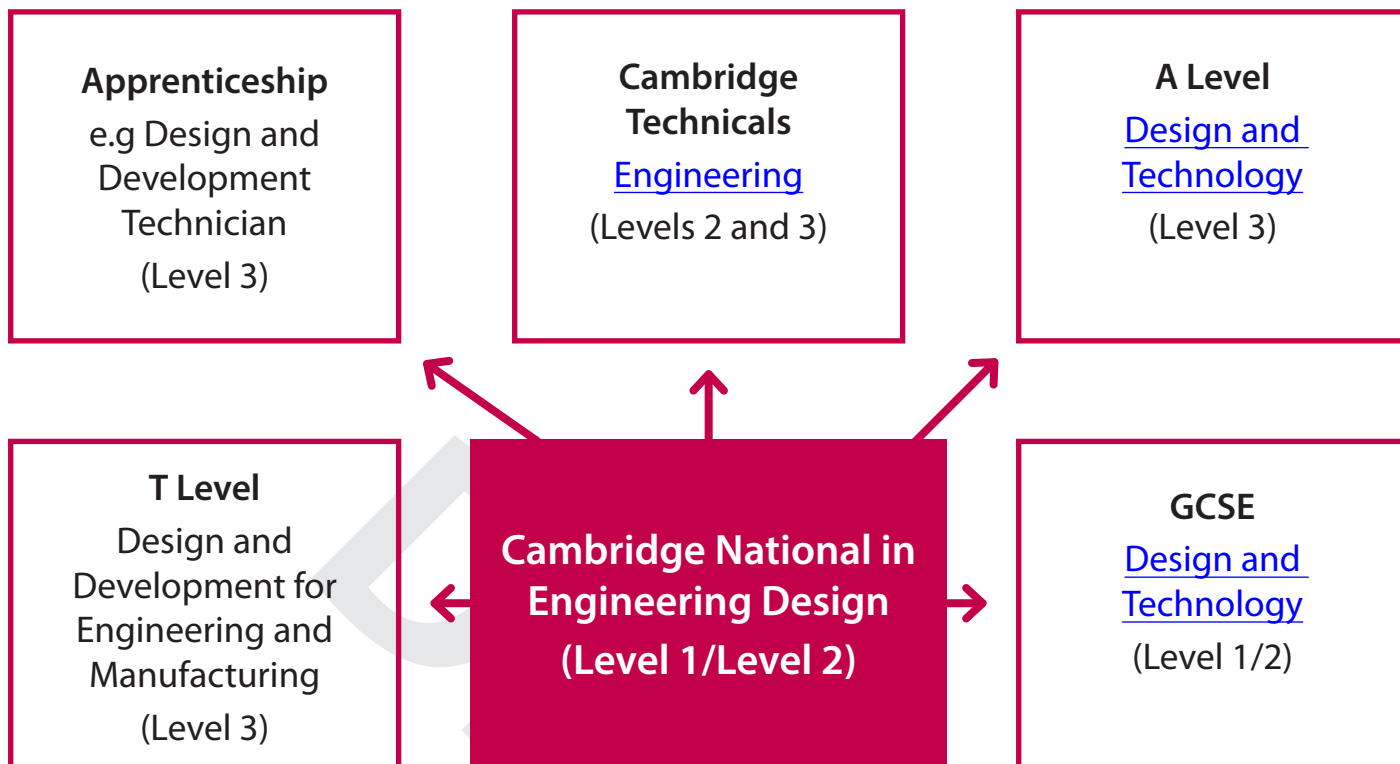 Apprenticeship
e.g Design and
Development
Technician
(Level 3)
Cambridge
Technicals
Engineering
(Levels 2 and 3)
A Level
Design and
Technology
(Level 3)
T Level
Design and
Development for
Engineering and
Manufacturing
(Level 3)
Cambridge National in
Engineering Design
(Level 1/Level 2)
GCSE
Design and
Technology
(Level 1/2)